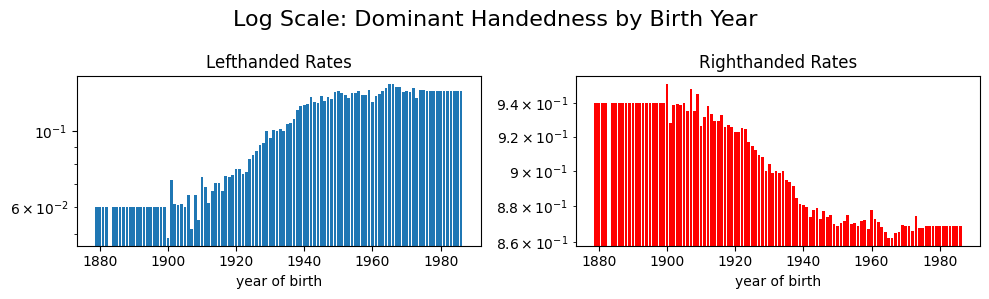 Log Scale: Dominant Handedness by Birth Year
Lefthanded Rates
10⁻¹
6 × 10⁻²
1880 1900 1920 1940 1960 1980
year of birth
Righthanded Rates
9.4 × 10⁻¹
9.2 × 10⁻¹
9 × 10⁻¹
8.8 × 10⁻¹
8.6 × 10⁻¹
1880 1900 1920 1940 1960 1980
year of birth